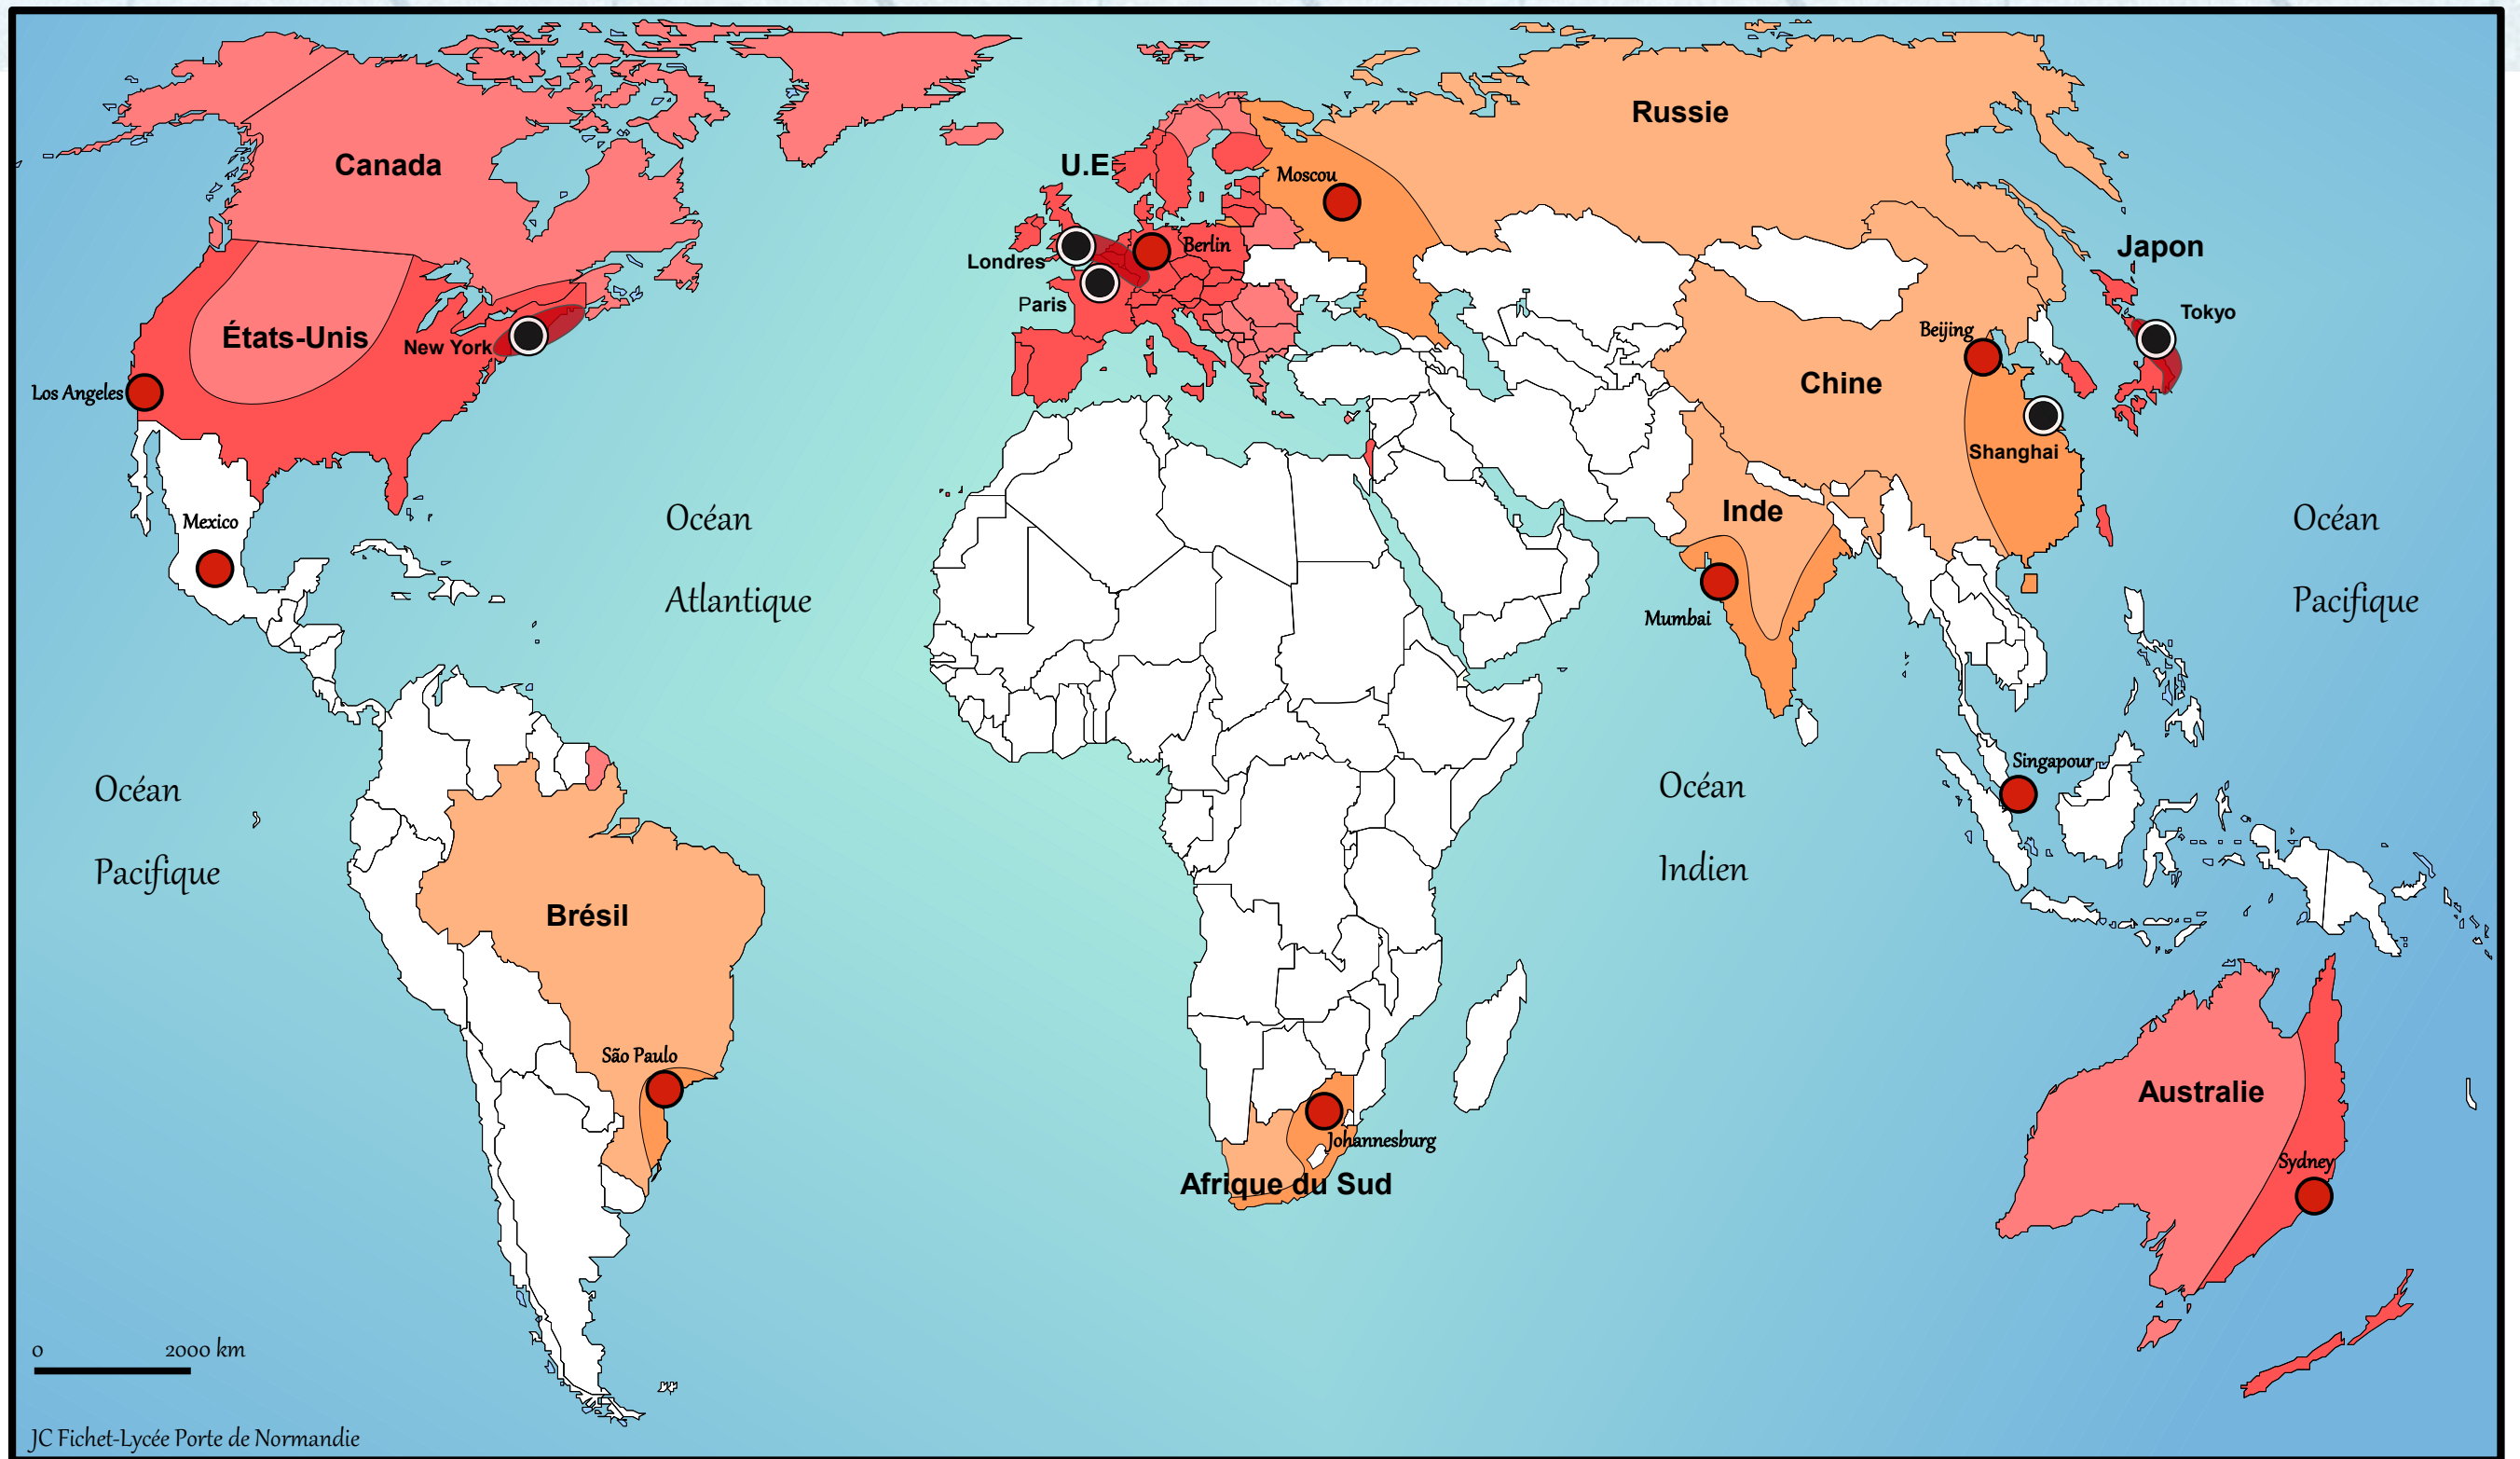 Russie
Canada
U.E
Moscou
Berlin
Japon
Londres
Paris
Tokyo
États-Unis
New York
Beijing
Chine
Los Angeles
Shanghai
Mexico
Océan
Atlantique
Inde
Océan
Pacifique
Mumbai
Singapour
Océan
Pacifique
Océan
Indien
Brésil
São Paulo
Australie
Johannesburg
Sydney
Afrique du Sud
0 2000 km
JC Fichet-Lycée Porte de Normandie